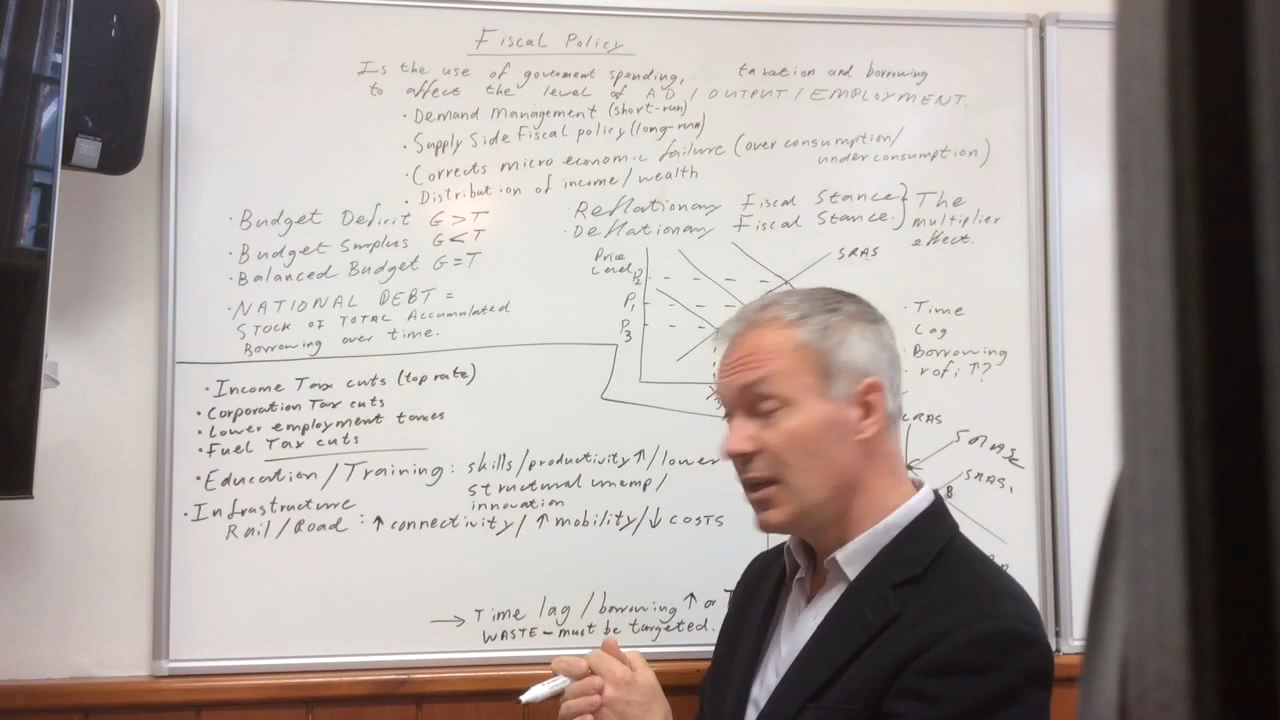 Fiscal Policy
Is the use of government spending, taxation and borrowing
to affect the level of AD / OUTPUT / EMPLOYMENT.
· Demand Management (short-run)
· Supply Side Fiscal policy (long-run)
· Corrects micro economic failure (over consumption/
under consumption)
· Distribution of income / wealth
· Budget Deficit G > T
· Budget Surplus G < T
· Balanced Budget G = T
· NATIONAL DEBT =
STOCK OF TOTAL Accumulated
Borrowing over time.
· Reflationary Fiscal Stance } The
· Deflationary Fiscal Stance. multiplier
effect.
Price
Level
P2
P1
P3
SRAS
· Time
Lag
· Borrowing
· r of i ↑?
· Income Tax cuts (top rate)
· Corporation Tax cuts
· Lower employment taxes
· Fuel Tax cuts
· Education / Training : skills / productivity ↑ / lower
structural unemp /
innovation
· Infrastructure
Rail / Road : ↑ connectivity / ↑ mobility / ↓ COSTS
LRAS
SRAS1
B
→ Time lag / borrowing ↑ or T
WASTE – must be targeted.